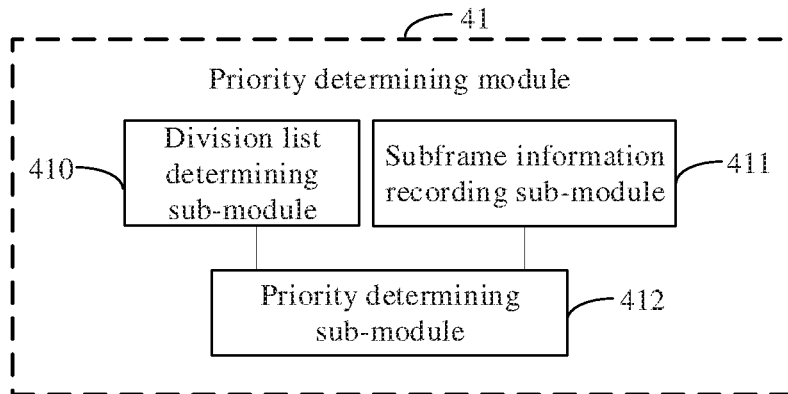 41
Priority determining module
Division list
determining
sub-module
410
Subframe information
recording sub-module
411
Priority determining
sub-module
412